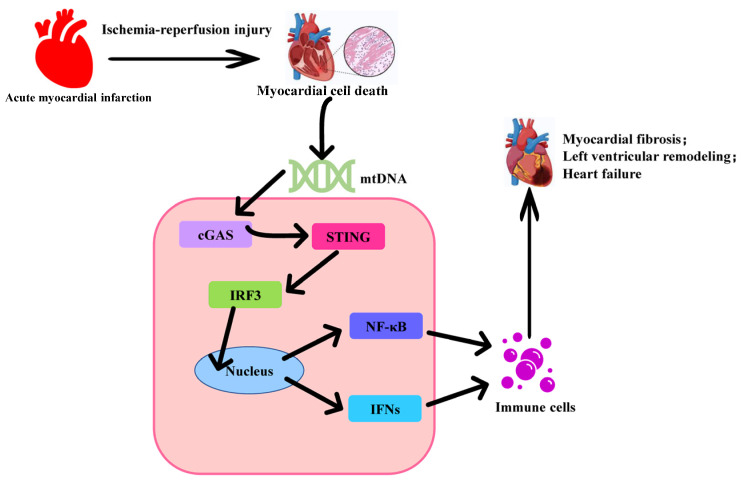 Ischemia-reperfusion injury
Acute myocardial infarction
Myocardial cell death
Myocardial fibrosis;
Left ventricular remodeling;
Heart failure
mtDNA
cGAS
STING
IRF3
NF-κB
Nucleus
IFNs
Immune cells